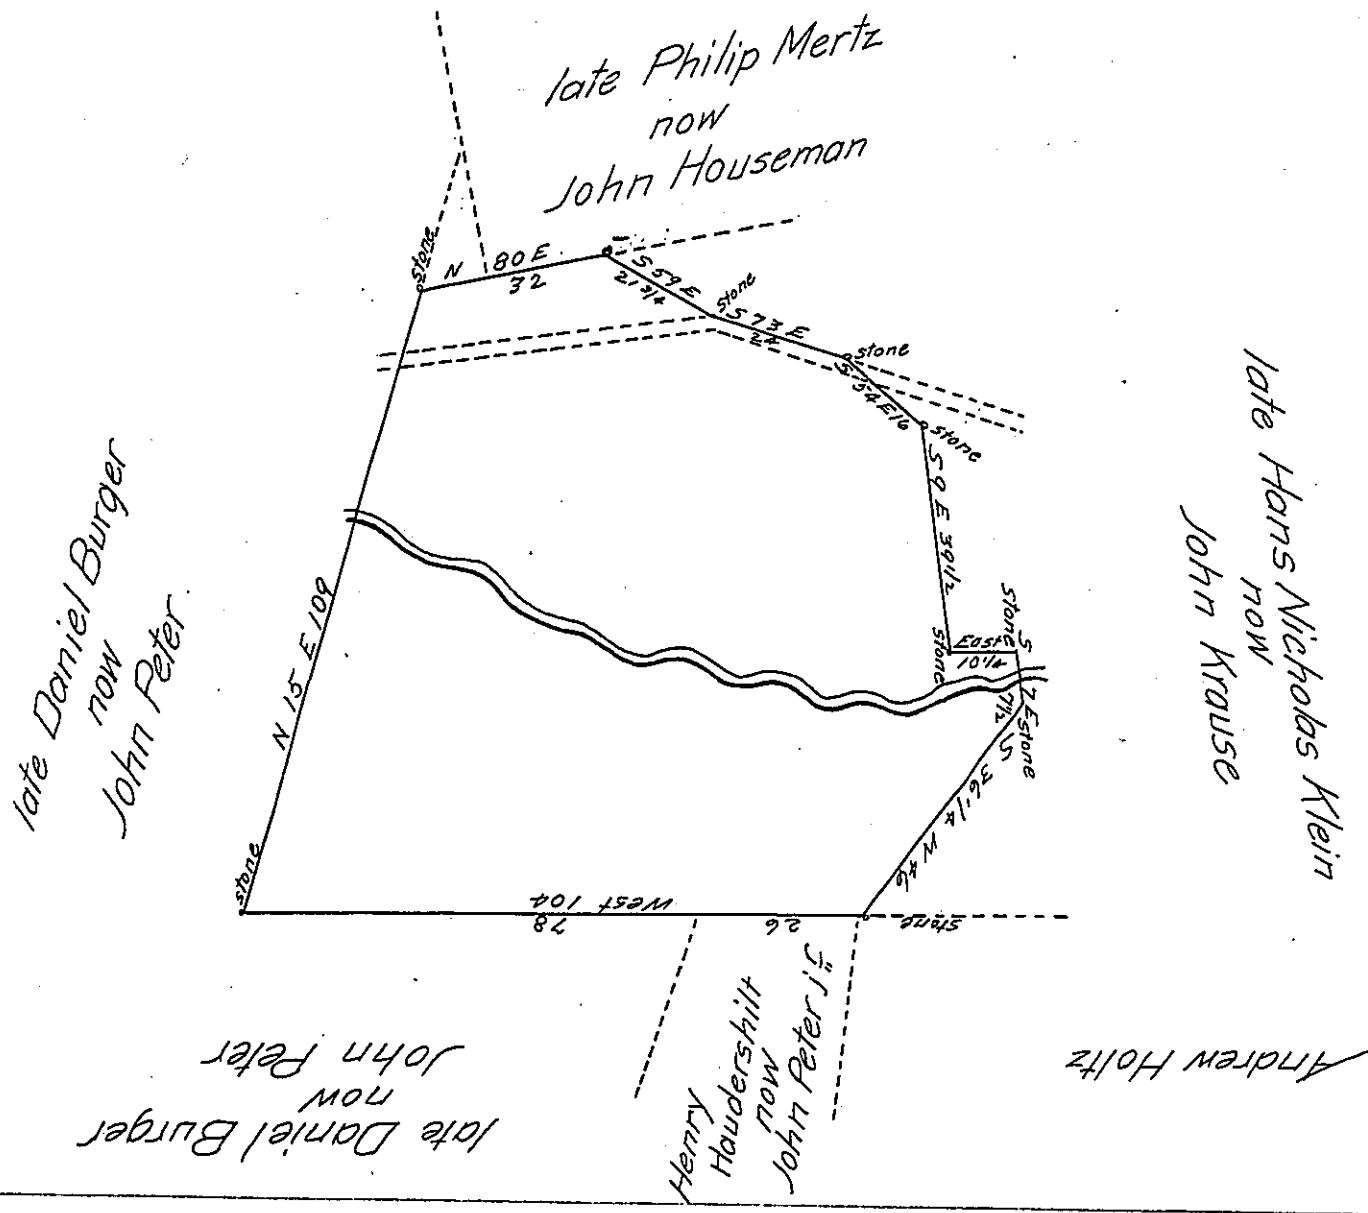 late Philip Mertz
now
John Houseman
stone
N 80 E
32
S 59 E
21 3/4
stone
S 73 E
24
stone
S 54 E 16
stone
S 9 E 39 1/2
stone
East
10 1/4
stone
S 7 E
7 1/2
stone
S 36 1/4 W 46
stone
West 104
26
78
stone
N 15 E 109
late Daniel Burger
now
John Peter
late Hans Nicholas Klein
now
John Krause
Andrew Holtz
Henry
Haudershilt
now
John Peter jr
late Daniel Burger
now
John Peter